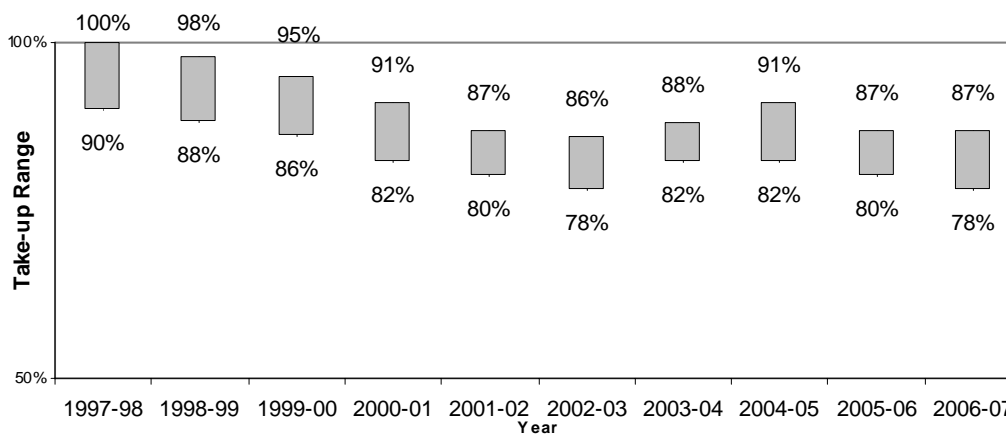 100% 98% 95% 91% 87% 86% 88% 91% 87% 87%
100%
90% 88% 86% 82% 80% 78% 82% 82% 80% 78%
Take-up Range
50%
1997-98 1998-99 1999-00 2000-01 2001-02 2002-03 2003-04 2004-05 2005-06 2006-07
Year